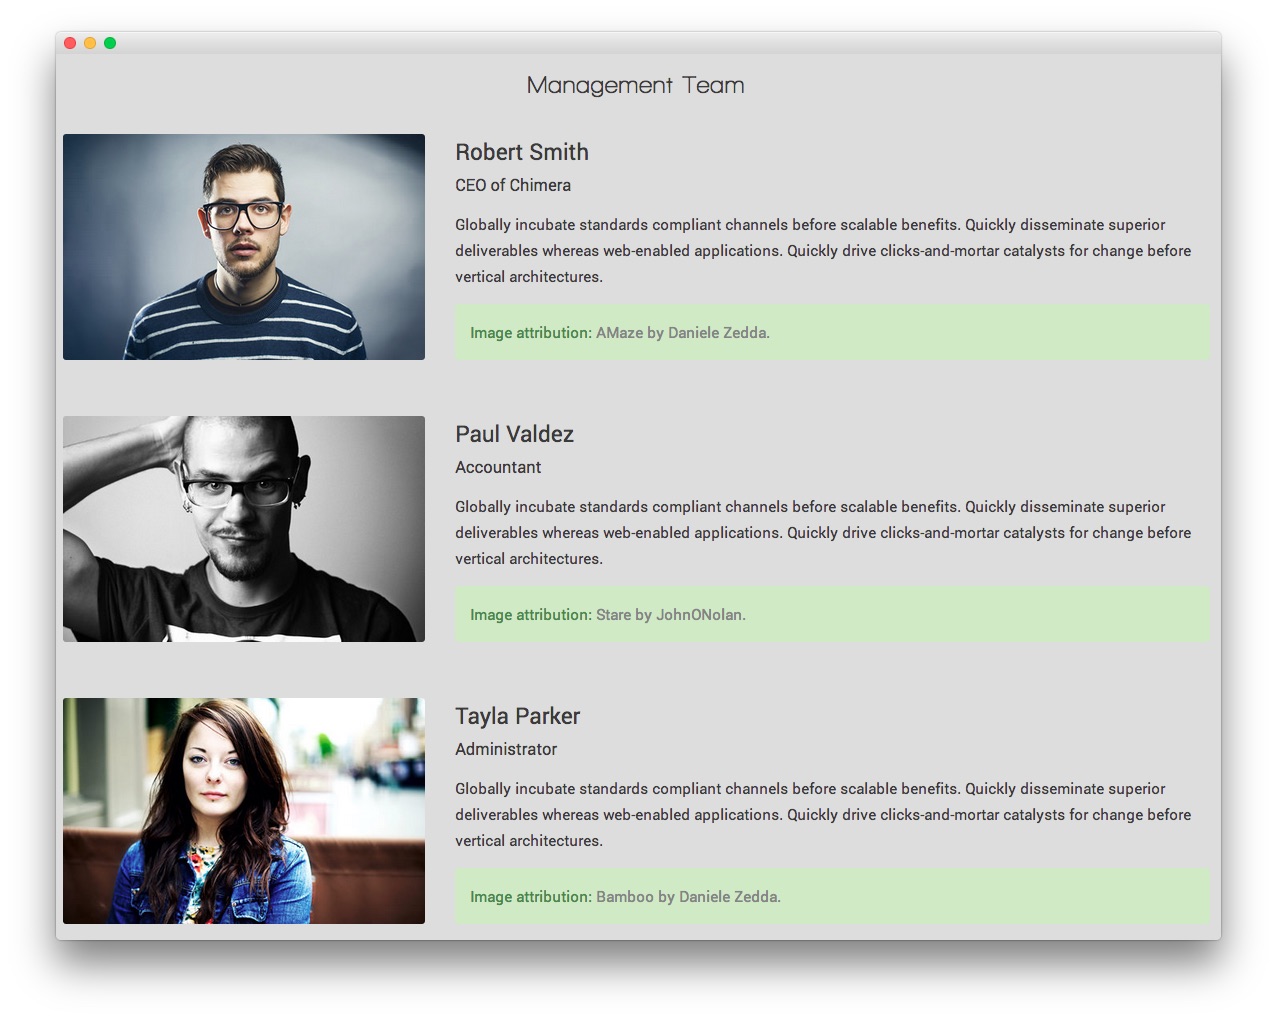 Management Team
Robert Smith
CEO of Chimera
Globally incubate standards compliant channels before scalable benefits. Quickly disseminate superior
deliverables whereas web-enabled applications. Quickly drive clicks-and-mortar catalysts for change before
vertical architectures.
Image attribution: AMaze by Daniele Zedda.
Paul Valdez
Accountant
Globally incubate standards compliant channels before scalable benefits. Quickly disseminate superior
deliverables whereas web-enabled applications. Quickly drive clicks-and-mortar catalysts for change before
vertical architectures.
Image attribution: Stare by JohnONolan.
Tayla Parker
Administrator
Globally incubate standards compliant channels before scalable benefits. Quickly disseminate superior
deliverables whereas web-enabled applications. Quickly drive clicks-and-mortar catalysts for change before
vertical architectures.
Image attribution: Bamboo by Daniele Zedda.